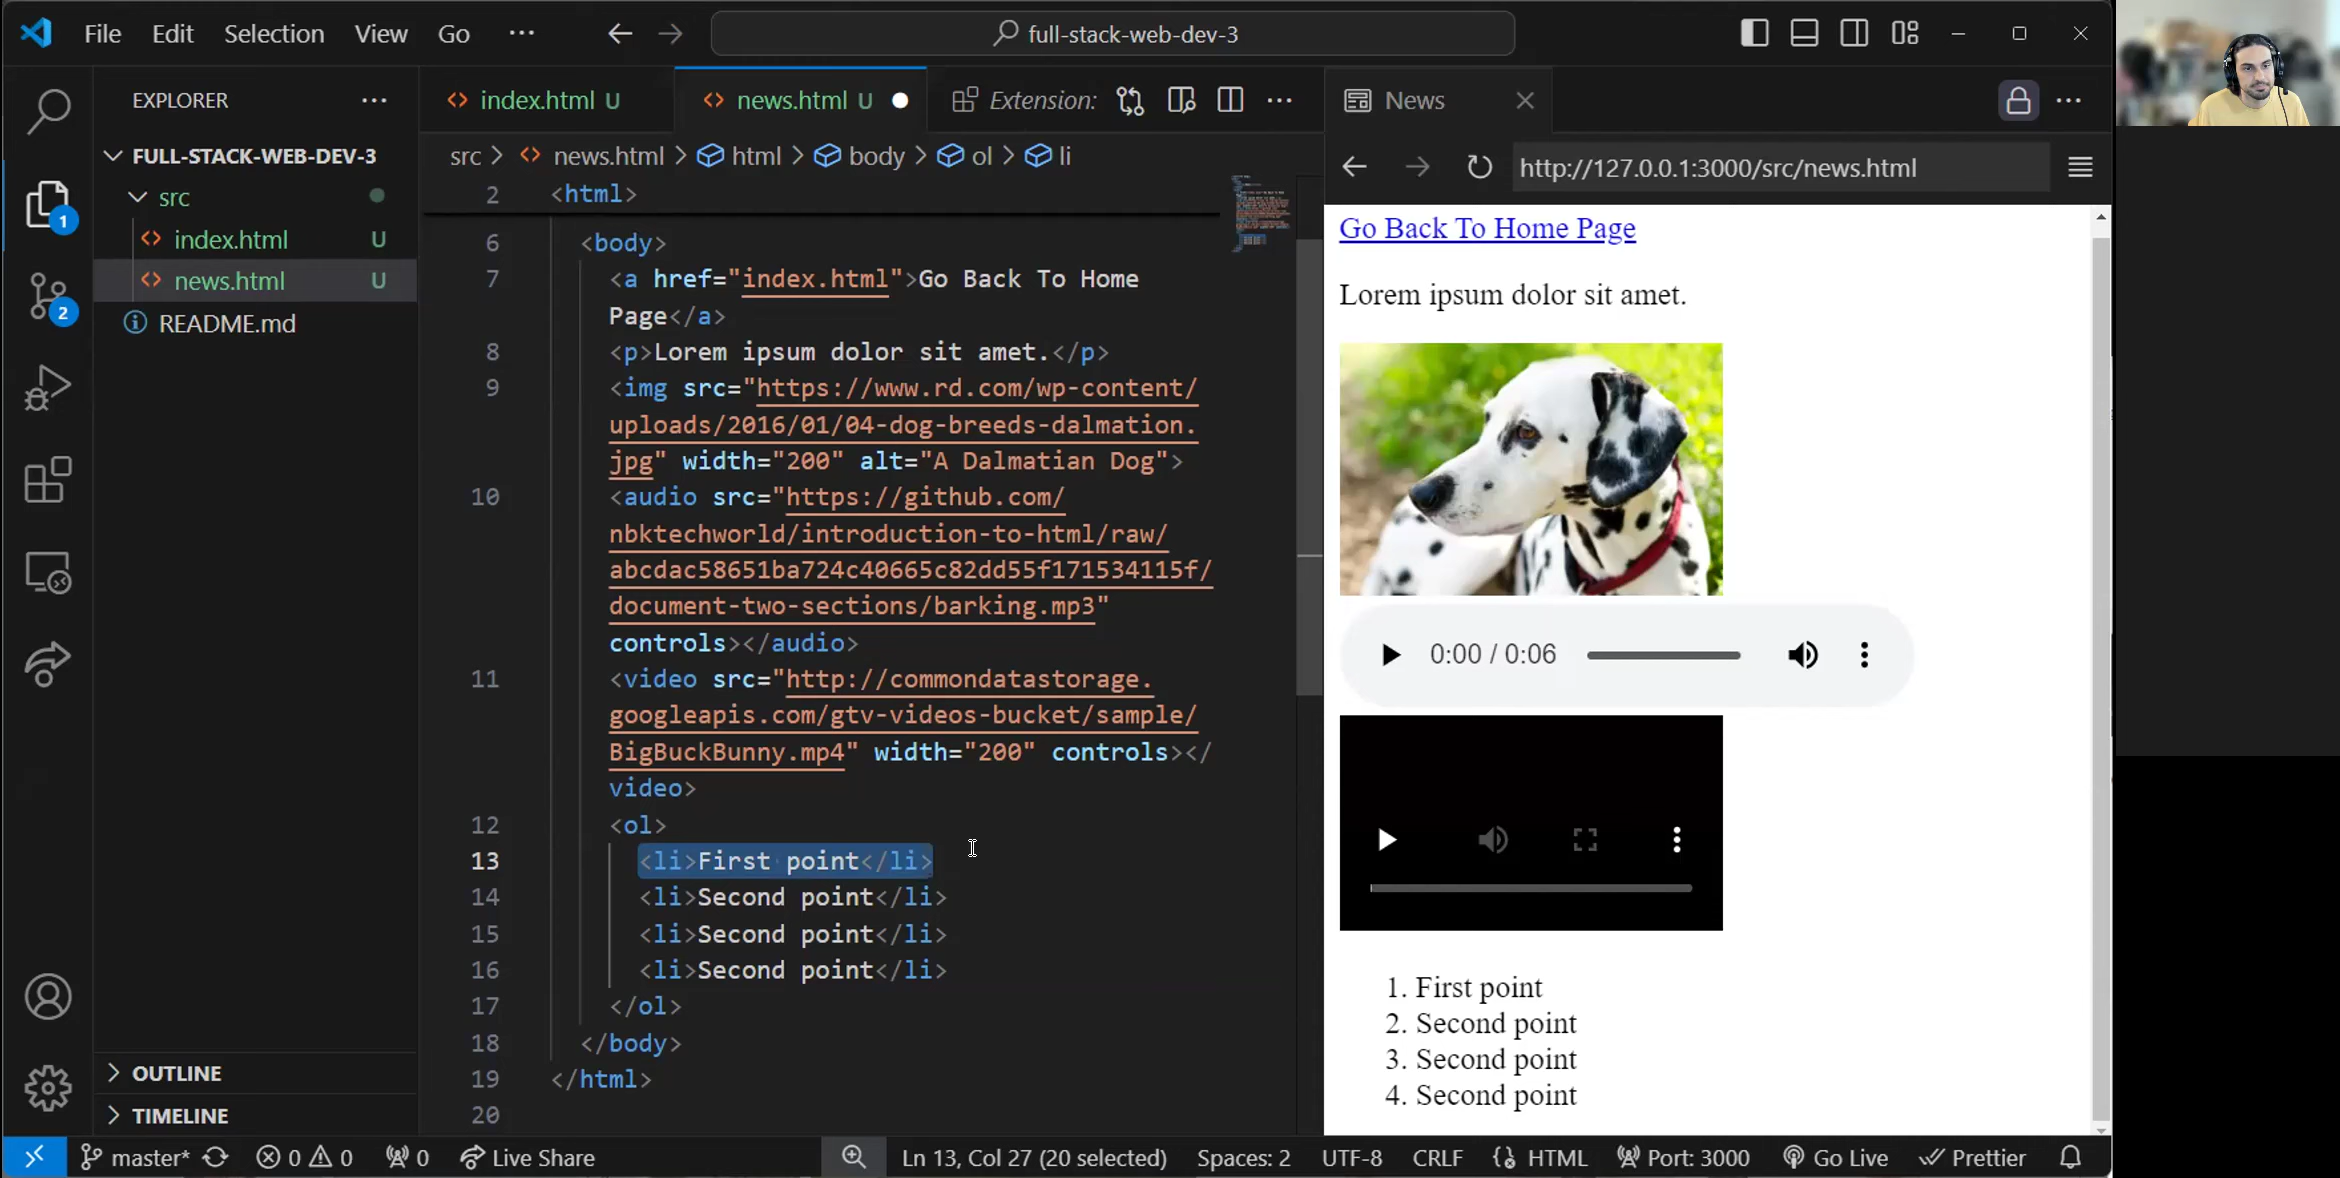 File Edit Selection View Go ··· full-stack-web-dev-3
EXPLORER ···
FULL-STACK-WEB-DEV-3
src
index.html U
news.html U
README.md
OUTLINE
TIMELINE
index.html U news.html U Extension: ···
src > news.html > html > body > ol > li
2 <html>
6 <body>
7 <a href="index.html">Go Back To Home
Page</a>
8 <p>Lorem ipsum dolor sit amet.</p>
9 <img src="https://www.rd.com/wp-content/
uploads/2016/01/04-dog-breeds-dalmation.
jpg" width="200" alt="A Dalmatian Dog">
10 <audio src="https://github.com/
nbktechworld/introduction-to-html/raw/
abcdac58651ba724c40665c82dd55f171534115f/
document-two-sections/barking.mp3"
controls></audio>
11 <video src="http://commondatastorage.
googleapis.com/gtv-videos-bucket/sample/
BigBuckBunny.mp4" width="200" controls></
video>
12 <ol>
13 <li>First point</li>
14 <li>Second point</li>
15 <li>Second point</li>
16 <li>Second point</li>
17 </ol>
18 </body>
19 </html>
20
News
http://127.0.0.1:3000/src/news.html
Go Back To Home Page
Lorem ipsum dolor sit amet.
0:00 / 0:06
1. First point
2. Second point
3. Second point
4. Second point
1
2
master* 0 0 0 Live Share Ln 13, Col 27 (20 selected) Spaces: 2 UTF-8 CRLF HTML Port: 3000 Go Live Prettier